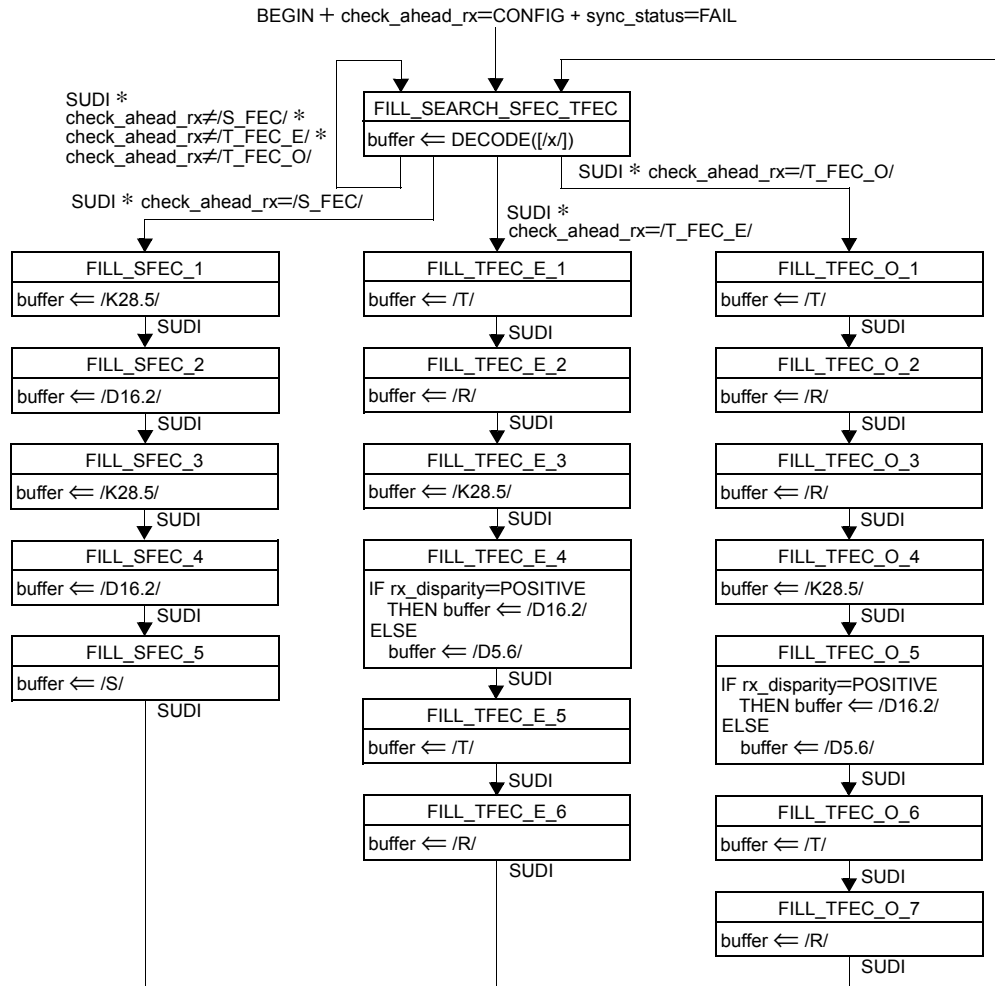 BEGIN + check_ahead_rx=CONFIG + sync_status=FAIL
SUDI *
check_ahead_rx≠/S_FEC/ *
check_ahead_rx≠/T_FEC_E/ *
check_ahead_rx≠/T_FEC_O/
FILL_SEARCH_SFEC_TFEC
buffer ⇐ DECODE([/x/])
SUDI * check_ahead_rx=/S_FEC/
SUDI *
check_ahead_rx=/T_FEC_E/
SUDI * check_ahead_rx=/T_FEC_O/
FILL_SFEC_1
buffer ⇐ /K28.5/
SUDI
FILL_SFEC_2
buffer ⇐ /D16.2/
SUDI
FILL_SFEC_3
buffer ⇐ /K28.5/
SUDI
FILL_SFEC_4
buffer ⇐ /D16.2/
SUDI
FILL_SFEC_5
buffer ⇐ /S/
SUDI
FILL_TFEC_E_1
buffer ⇐ /T/
SUDI
FILL_TFEC_E_2
buffer ⇐ /R/
SUDI
FILL_TFEC_E_3
buffer ⇐ /K28.5/
SUDI
FILL_TFEC_E_4
IF rx_disparity=POSITIVE
THEN buffer ⇐ /D16.2/
ELSE
buffer ⇐ /D5.6/
SUDI
FILL_TFEC_E_5
buffer ⇐ /T/
SUDI
FILL_TFEC_E_6
buffer ⇐ /R/
SUDI
FILL_TFEC_O_1
buffer ⇐ /T/
SUDI
FILL_TFEC_O_2
buffer ⇐ /R/
SUDI
FILL_TFEC_O_3
buffer ⇐ /R/
SUDI
FILL_TFEC_O_4
buffer ⇐ /K28.5/
SUDI
FILL_TFEC_O_5
IF rx_disparity=POSITIVE
THEN buffer ⇐ /D16.2/
ELSE
buffer ⇐ /D5.6/
SUDI
FILL_TFEC_O_6
buffer ⇐ /T/
SUDI
FILL_TFEC_O_7
buffer ⇐ /R/
SUDI